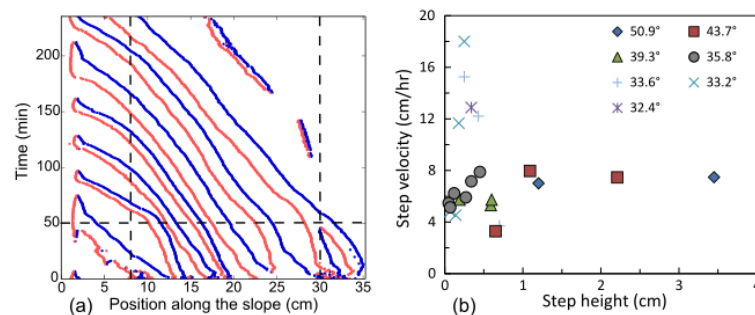 200
150
100
50
0
0 5 10 15 20 25 30 35
Time (min)
(a) Position along the slope (cm)
20
16
12
8
4
0
0 1 2 3 4
Step velocity (cm/hr)
50.9° 43.7°
39.3° 35.8°
33.6° 33.2°
32.4°
(b) Step height (cm)